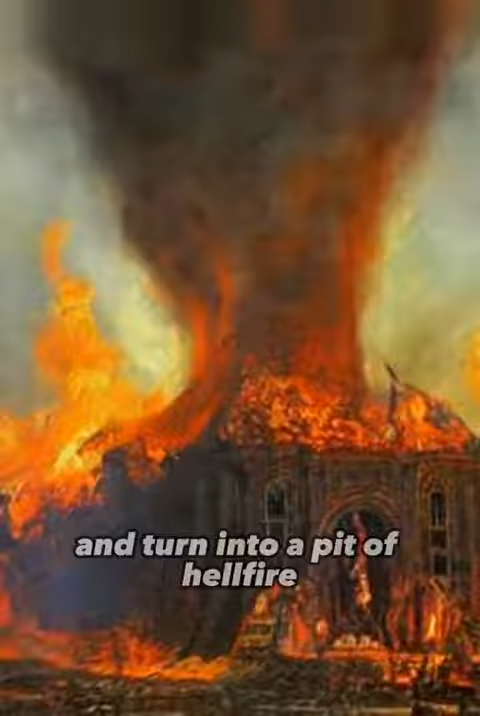 and turn into a pit of
hellfire